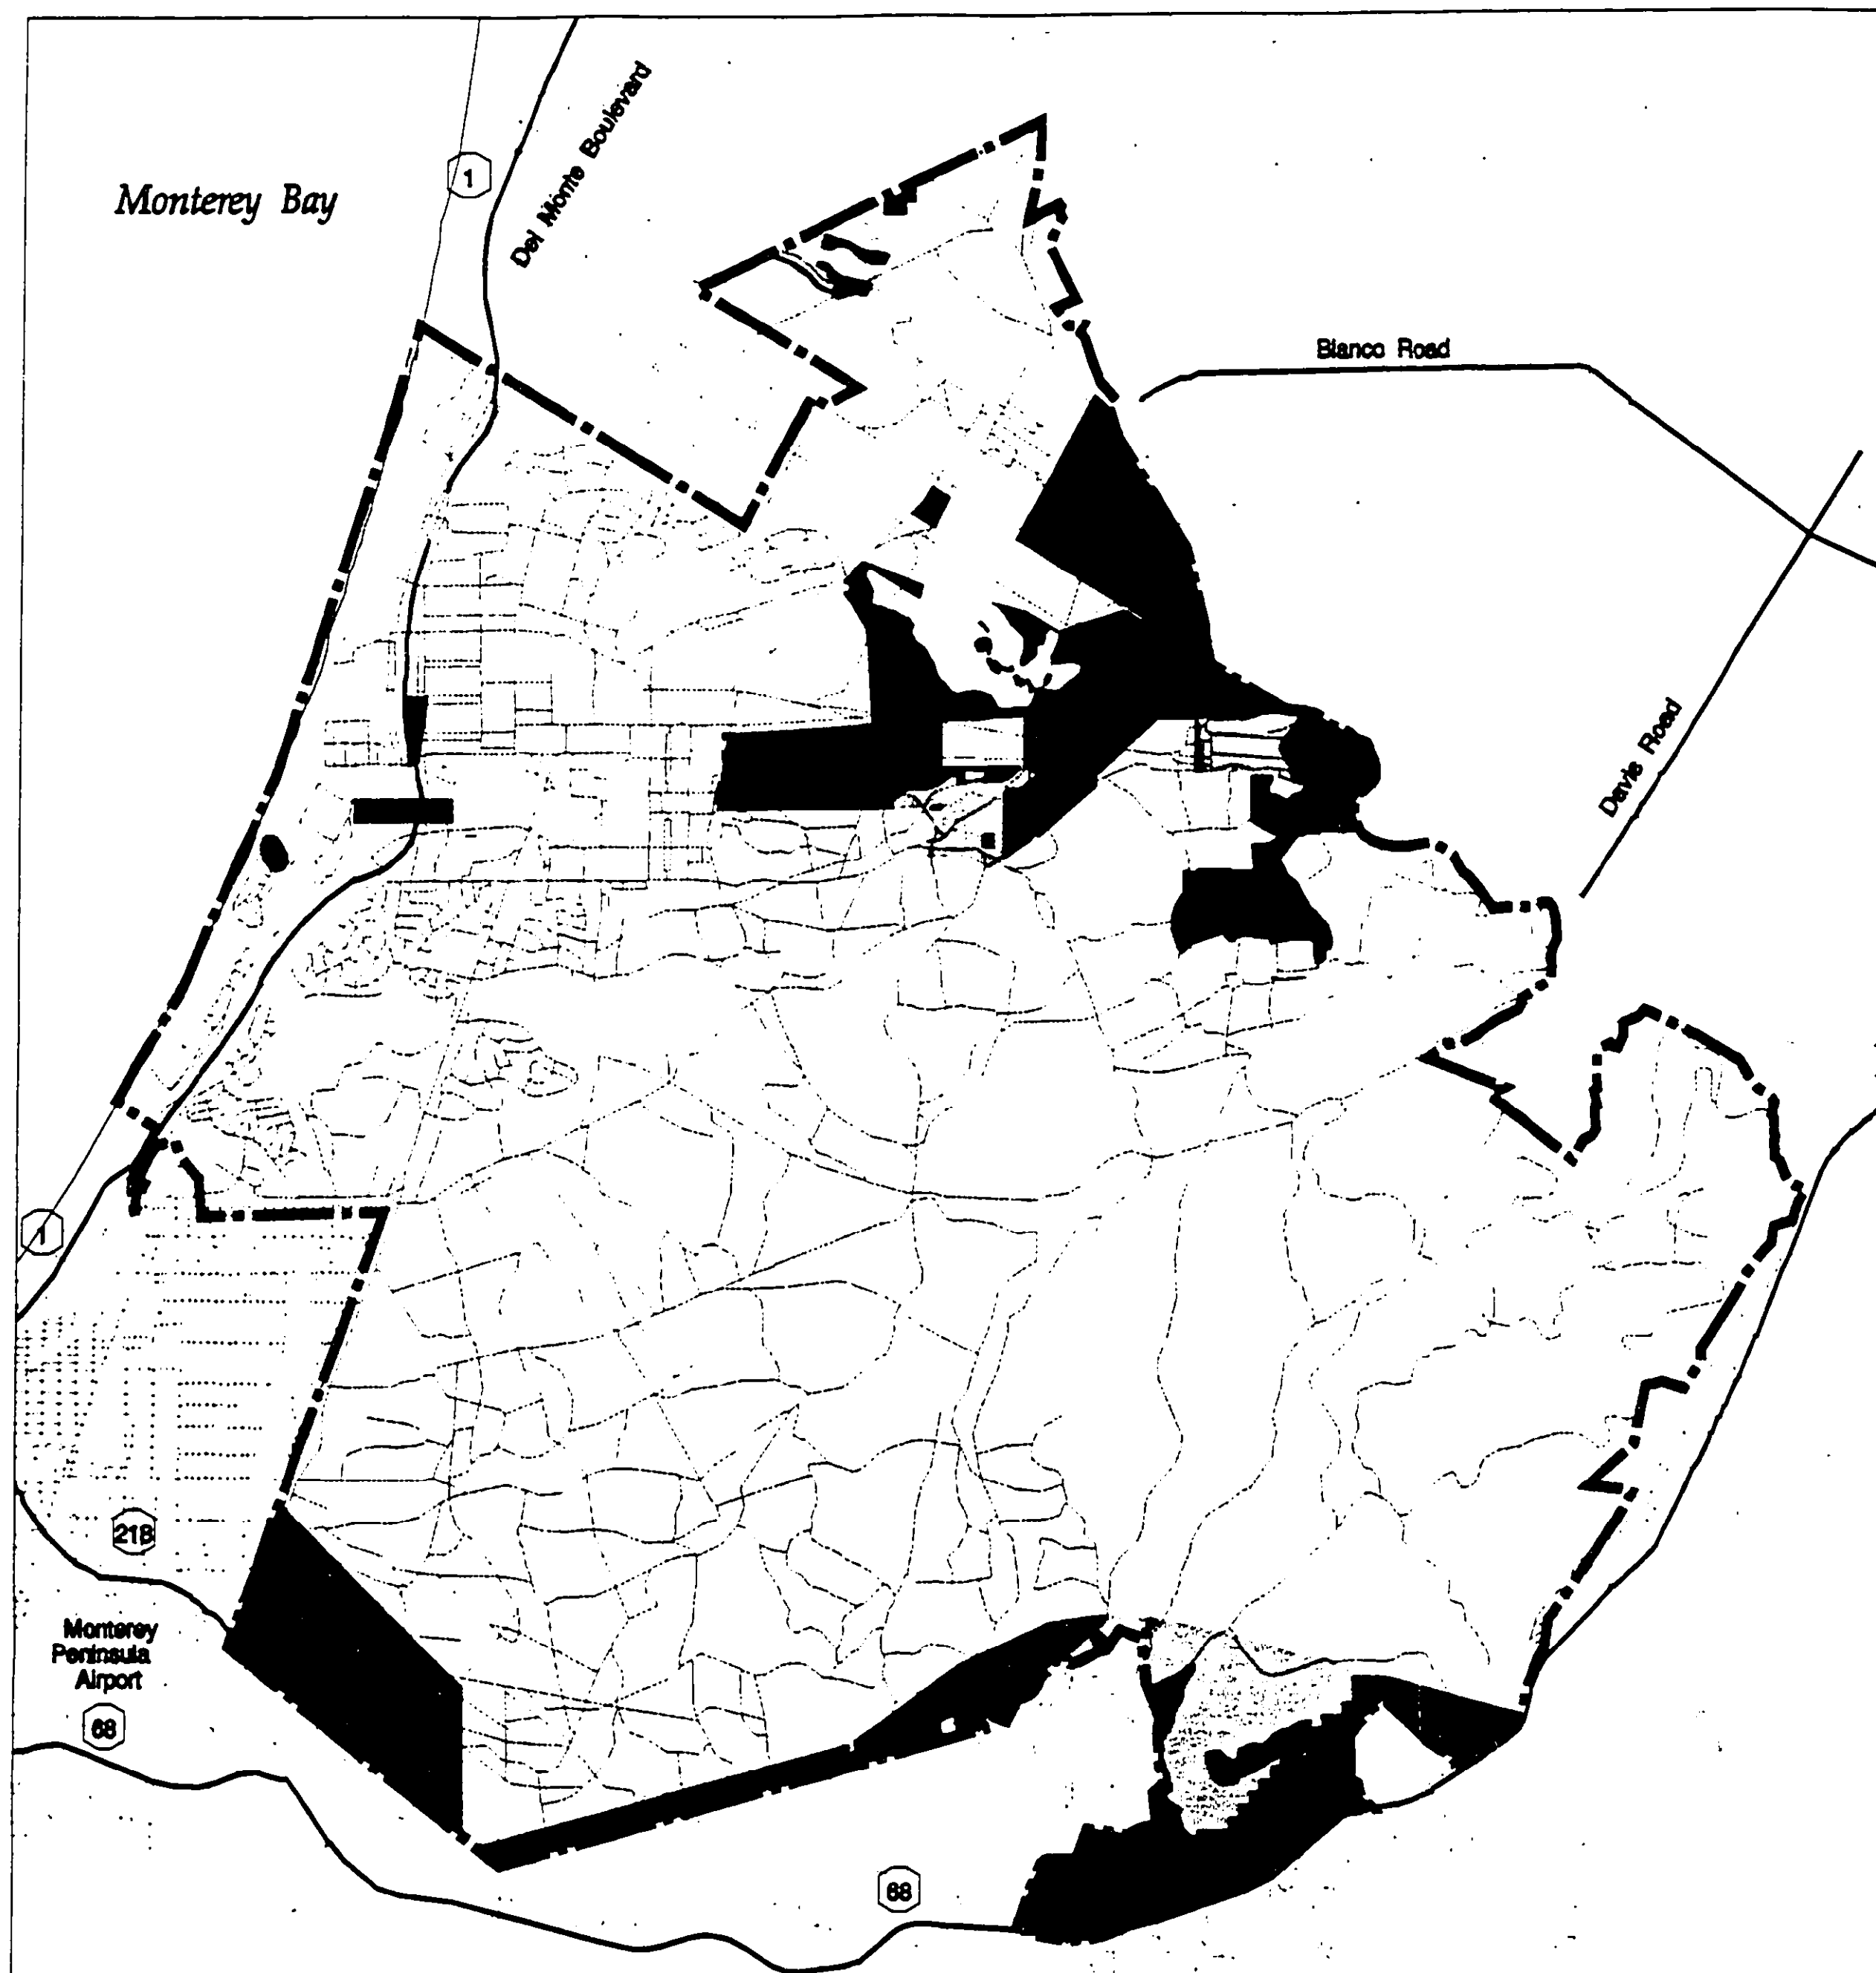 Monterey Bay
1
Del Monte Boulevard
Blanco Road
Davis Road
1
218
Monterey
Peninsula
Airport
68
68